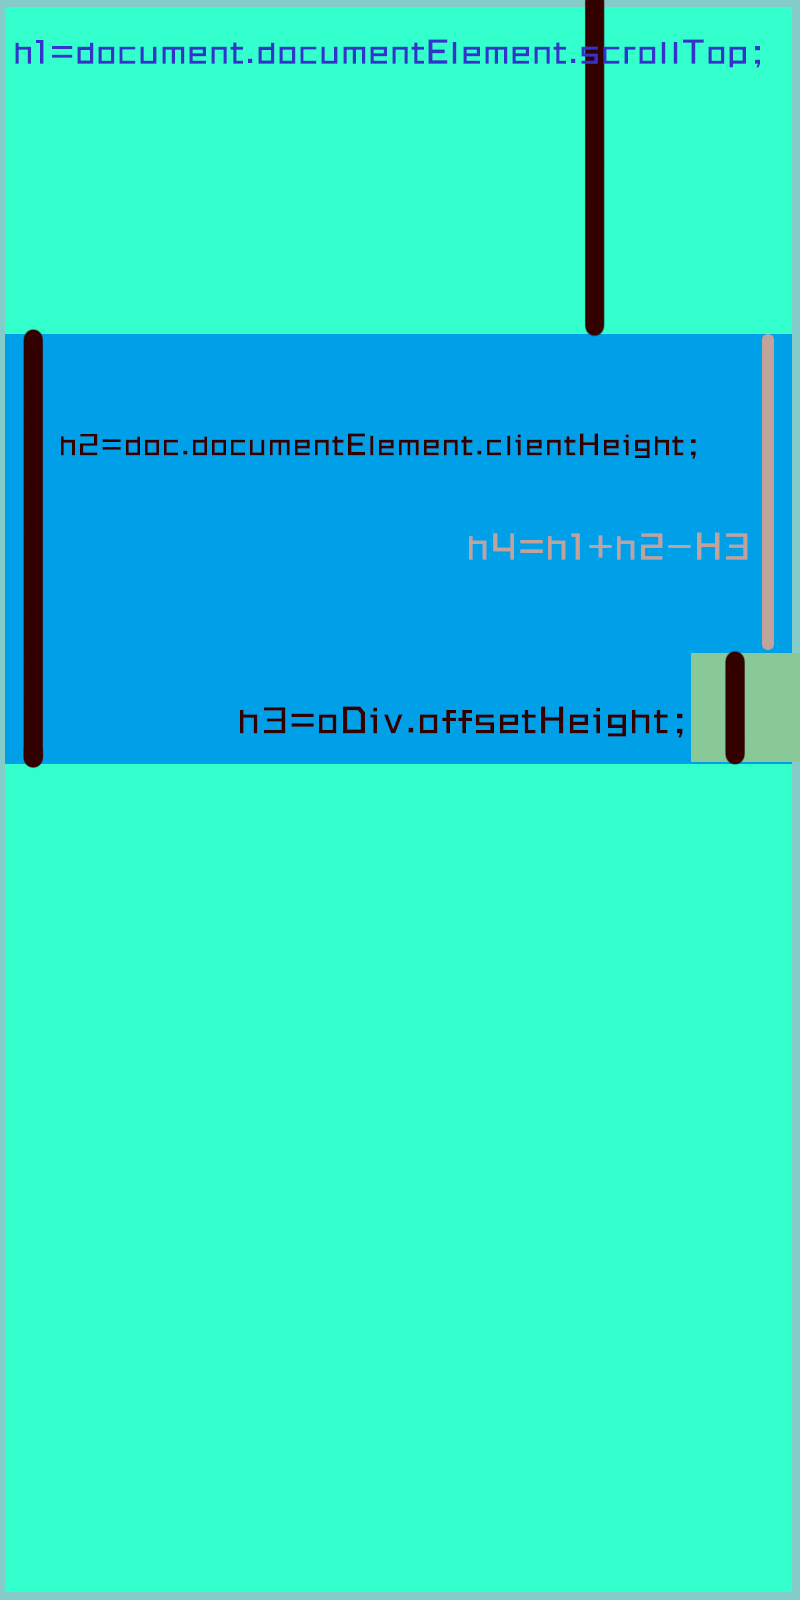 h1=document.documentElement.scrollTop;
h2=doc.documentElement.clientHeight;
h4=h1+h2-H3
h3=oDiv.offsetHeight;